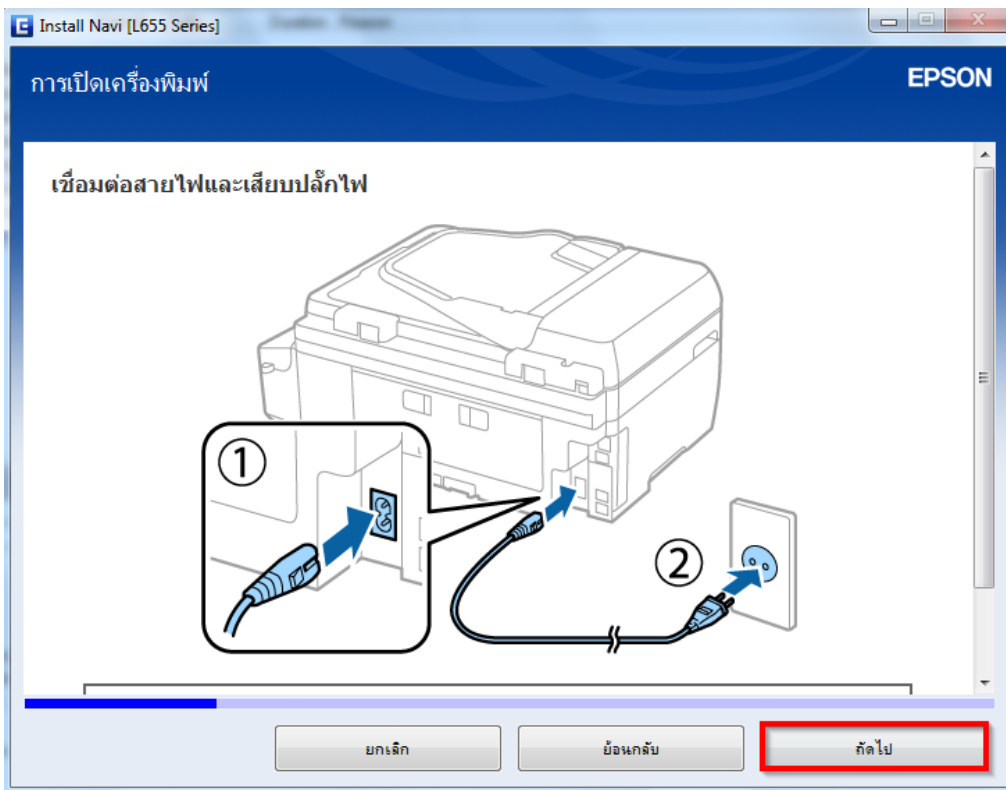 Install Navi [L655 Series]
การเปิดเครื่องพิมพ์
EPSON
เชื่อมต่อสายไฟและเสียบปลั๊กไฟ
①
②
ยกเลิก
ย้อนกลับ
ถัดไป